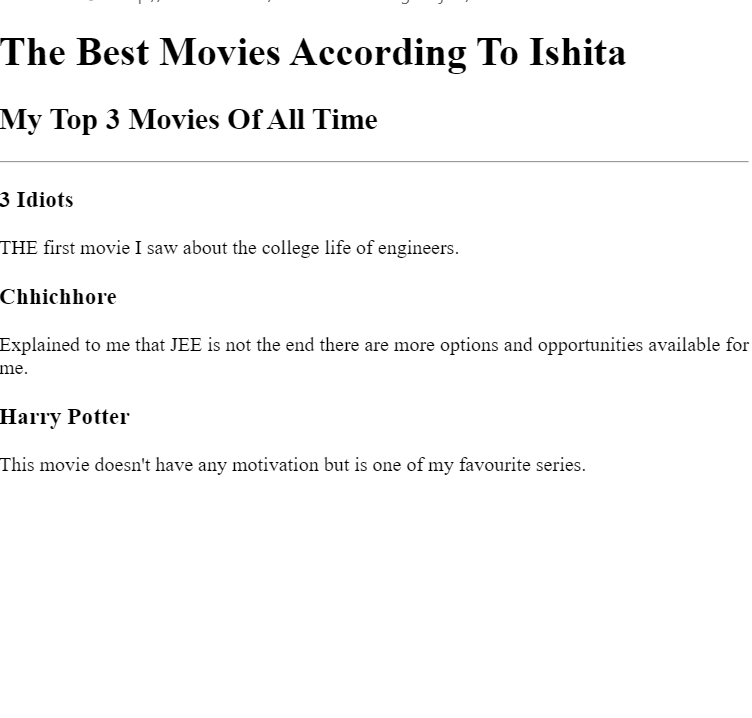 The Best Movies According To Ishita
My Top 3 Movies Of All Time
3 Idiots
THE first movie I saw about the college life of engineers.
Chhichhore
Explained to me that JEE is not the end there are more options and opportunities available for
me.
Harry Potter
This movie doesn't have any motivation but is one of my favourite series.